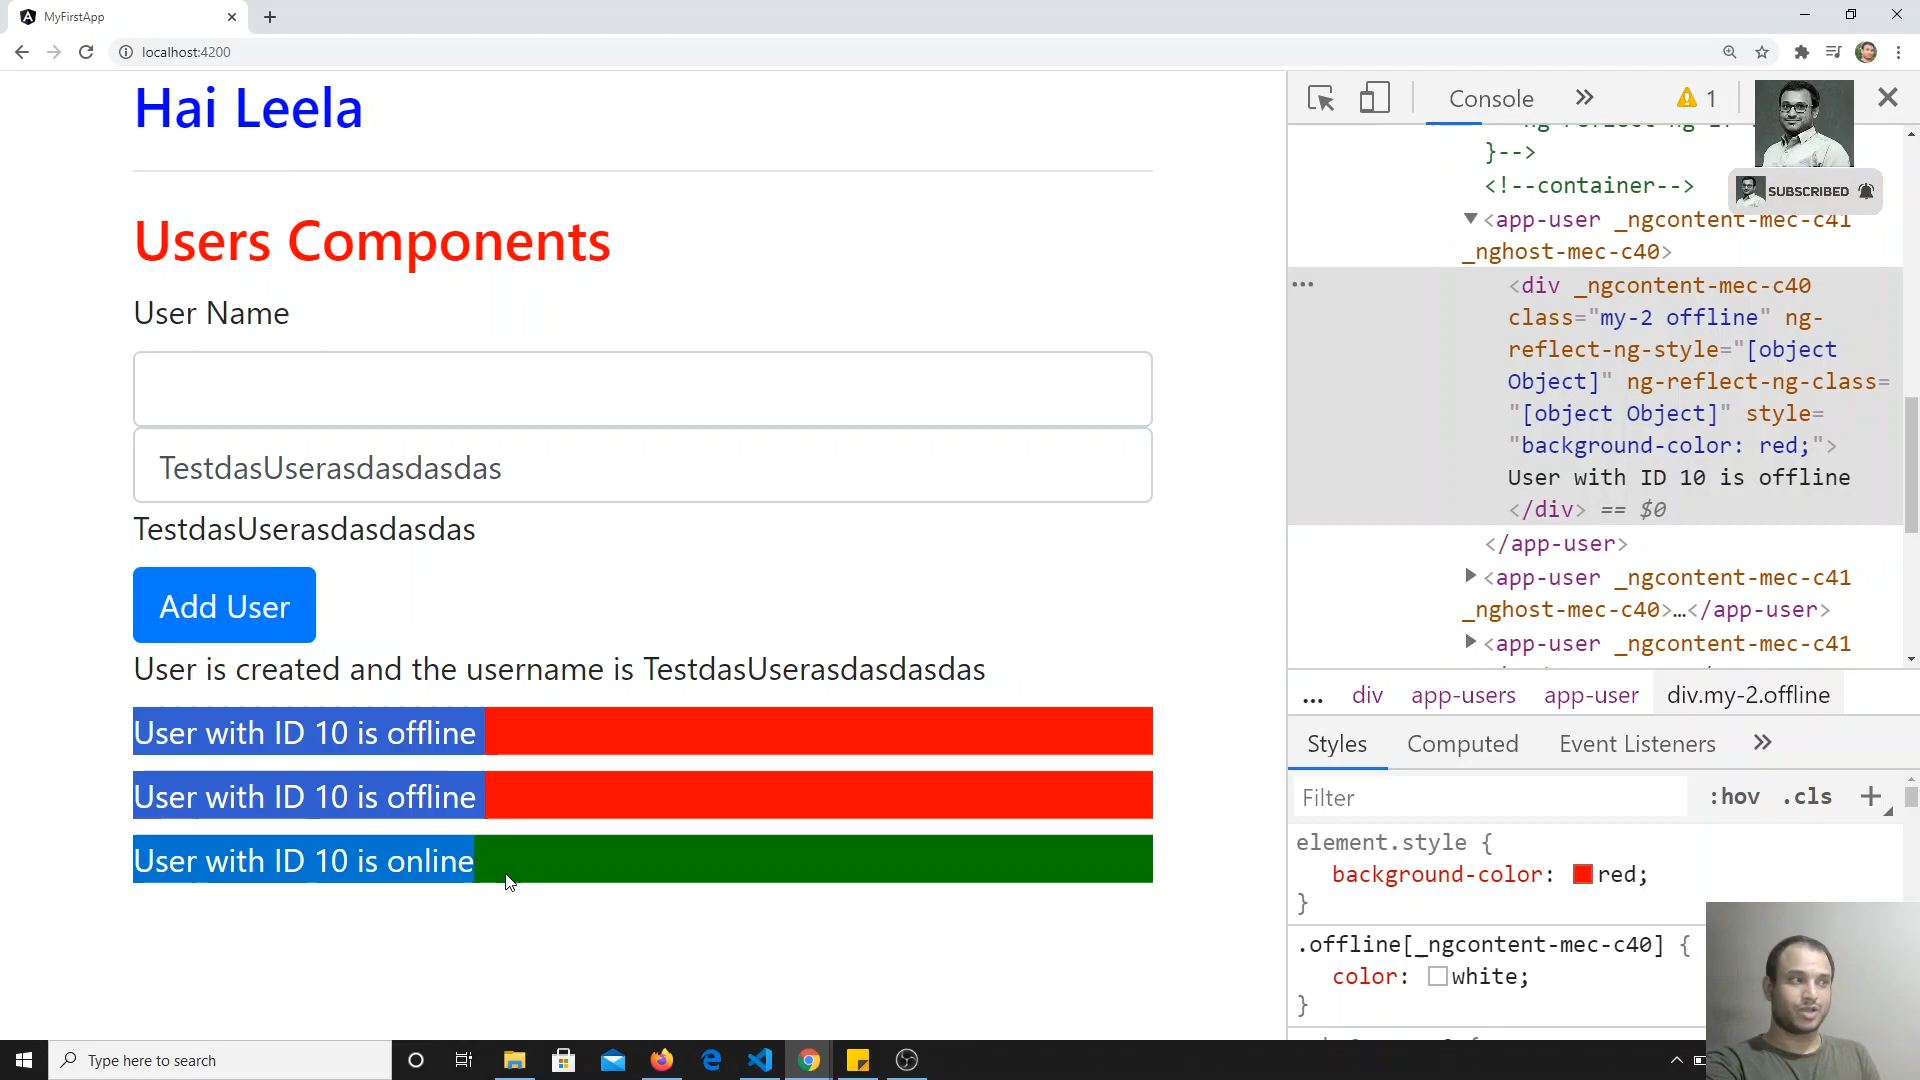 MyFirstApp
localhost:4200
Hai Leela
Users Components
User Name
TestdasUserasdasdasdas
TestdasUserasdasdasdas
Add User
User is created and the username is TestdasUserasdasdasdas
User with ID 10 is offline
User with ID 10 is offline
User with ID 10 is online
Console
1
}-->
<!--container-->
SUBSCRIBED
<app-user _ngcontent-mec-c41
_nghost-mec-c40>
<div _ngcontent-mec-c40
class="my-2 offline" ng-
reflect-ng-style="[object
Object]" ng-reflect-ng-class=
"[object Object]" style=
"background-color: red;">
User with ID 10 is offline
</div> == $0
</app-user>
<app-user _ngcontent-mec-c41
_nghost-mec-c40>…</app-user>
<app-user _ngcontent-mec-c41
... div app-users app-user div.my-2.offline
Styles Computed Event Listeners
Filter :hov .cls
element.style {
background-color: red;
}
.offline[_ngcontent-mec-c40] {
color: white;
}
Type here to search